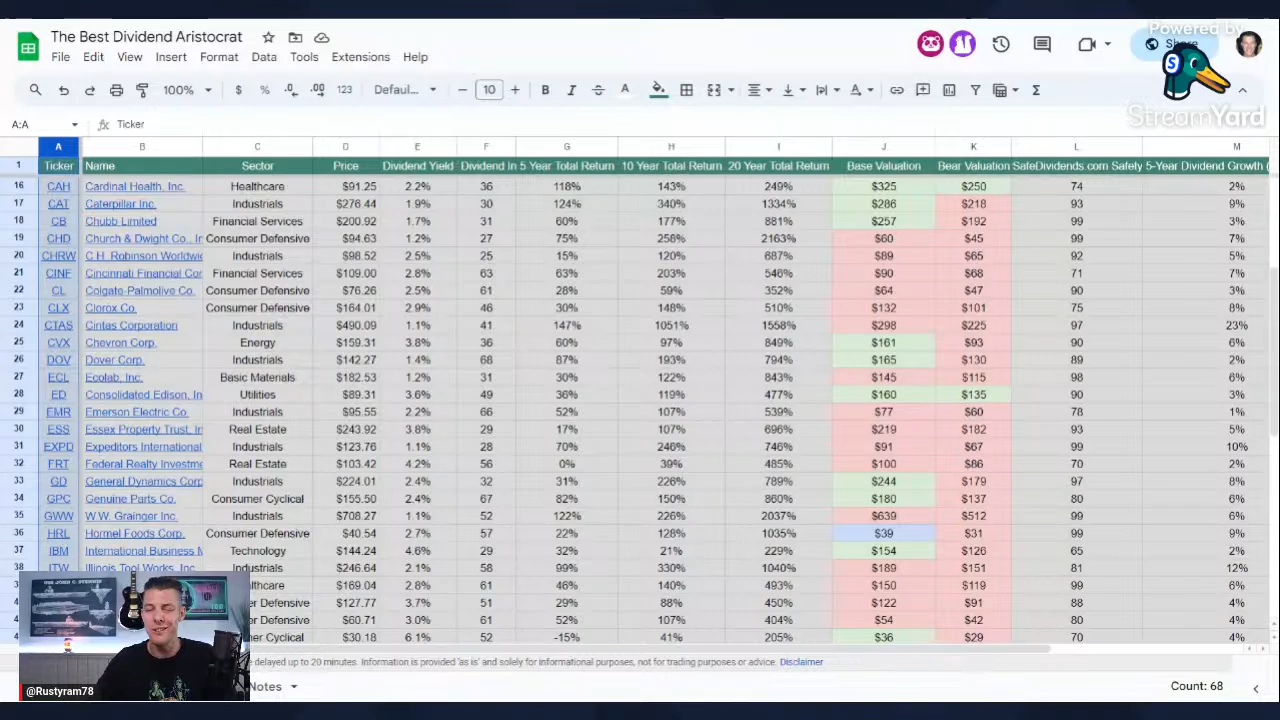 Powered by
The Best Dividend Aristocrat
File Edit View Insert Format Data Tools Extensions Help
Share
StreamYard
100% $ % .0 .00 123 Defaul... 10 B I A Σ
A:A fx Ticker
A B C D E F G H I J K L M
1 Ticker Name Sector Price Dividend Yield Dividend In 5 Year Total Return 10 Year Total Return 20 Year Total Return Base Valuation Bear Valuation SafeDividends.com Safety 5-Year Dividend Growth (
16 CAH Cardinal Health, Inc. Healthcare $91.25 2.2% 36 118% 143% 249% $325 $250 74 2%
17 CAT Caterpillar Inc. Industrials $276.44 1.9% 30 124% 340% 1334% $286 $218 93 9%
18 CB Chubb Limited Financial Services $200.92 1.7% 31 60% 177% 881% $257 $192 99 3%
19 CHD Church & Dwight Co., In Consumer Defensive $94.63 1.2% 27 75% 258% 2163% $60 $45 99 7%
20 CHRW C.H. Robinson Worldwi Industrials $98.52 2.5% 25 15% 120% 687% $89 $65 92 5%
21 CINF Cincinnati Financial Cor Financial Services $109.00 2.8% 63 63% 203% 546% $90 $68 71 7%
22 CL Colgate-Palmolive Co. Consumer Defensive $76.26 2.5% 61 28% 59% 352% $64 $47 90 3%
23 CLX Clorox Co. Consumer Defensive $164.01 2.9% 46 30% 148% 510% $132 $101 75 8%
24 CTAS Cintas Corporation Industrials $490.09 1.1% 41 147% 1051% 1558% $298 $225 97 23%
25 CVX Chevron Corp. Energy $159.31 3.8% 36 60% 97% 849% $161 $93 90 6%
26 DOV Dover Corp. Industrials $142.27 1.4% 68 87% 193% 794% $165 $130 89 2%
27 ECL Ecolab, Inc. Basic Materials $182.53 1.2% 31 30% 122% 843% $145 $115 98 6%
28 ED Consolidated Edison, In Utilities $89.31 3.6% 49 36% 119% 477% $160 $135 90 3%
29 EMR Emerson Electric Co. Industrials $95.55 2.2% 66 52% 107% 539% $77 $60 78 1%
30 ESS Essex Property Trust, In Real Estate $243.92 3.8% 29 17% 107% 696% $219 $182 93 5%
31 EXPD Expeditors International Industrials $123.76 1.1% 28 70% 246% 746% $91 $67 99 10%
32 FRT Federal Realty Investme Real Estate $103.42 4.2% 56 0% 39% 485% $100 $86 70 2%
33 GD General Dynamics Corp Industrials $224.01 2.4% 32 31% 226% 789% $244 $179 97 8%
34 GPC Genuine Parts Co. Consumer Cyclical $155.50 2.4% 67 82% 150% 860% $180 $137 80 6%
35 GWW W.W. Grainger Inc. Industrials $708.27 1.1% 52 122% 226% 2037% $639 $512 99 6%
36 HRL Hormel Foods Corp. Consumer Defensive $40.54 2.7% 57 22% 128% 1035% $39 $31 99 9%
37 IBM International Business M Technology $144.24 4.6% 29 32% 21% 229% $154 $126 65 2%
38 ITW Illinois Tool Works, Inc. Industrials $246.64 2.1% 58 99% 330% 1040% $189 $151 81 12%
althcare $169.04 2.8% 61 46% 140% 493% $150 $119 99 6%
er Defensive $127.77 3.7% 51 29% 88% 450% $122 $91 88 4%
er Defensive $60.71 3.0% 61 52% 107% 404% $54 $42 80 4%
er Cyclical $30.18 6.1% 52 -15% 41% 205% $36 $29 70 4%
delayed up to 20 minutes. Information is provided 'as is' and solely for informational purposes, not for trading purposes or advice. Disclaimer
Notes
Count: 68
@Rustyram78